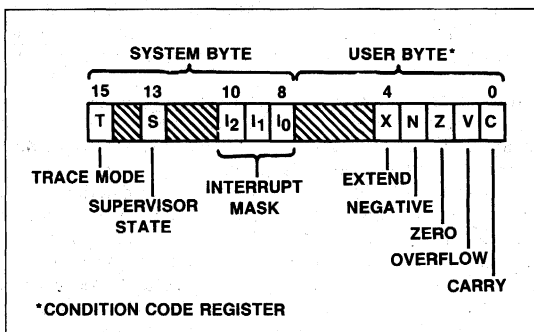 SYSTEM BYTE USER BYTE*
15 13 10 8 4 0
T S I2 I1 I0 X N Z V C
TRACE MODE INTERRUPT MASK EXTEND
SUPERVISOR STATE NEGATIVE
ZERO
OVERFLOW
CARRY
*CONDITION CODE REGISTER